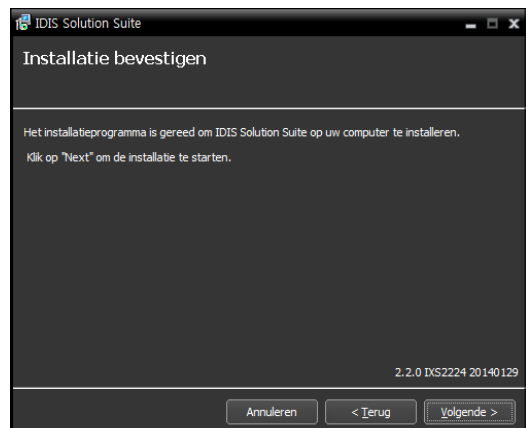 IDIS Solution Suite
Installatie bevestigen
Het installatieprogramma is gereed om IDIS Solution Suite op uw computer te installeren.
Klik op "Next" om de installatie te starten.
2.2.0 IXS2224 20140129
Annuleren
< Terug
Volgende >